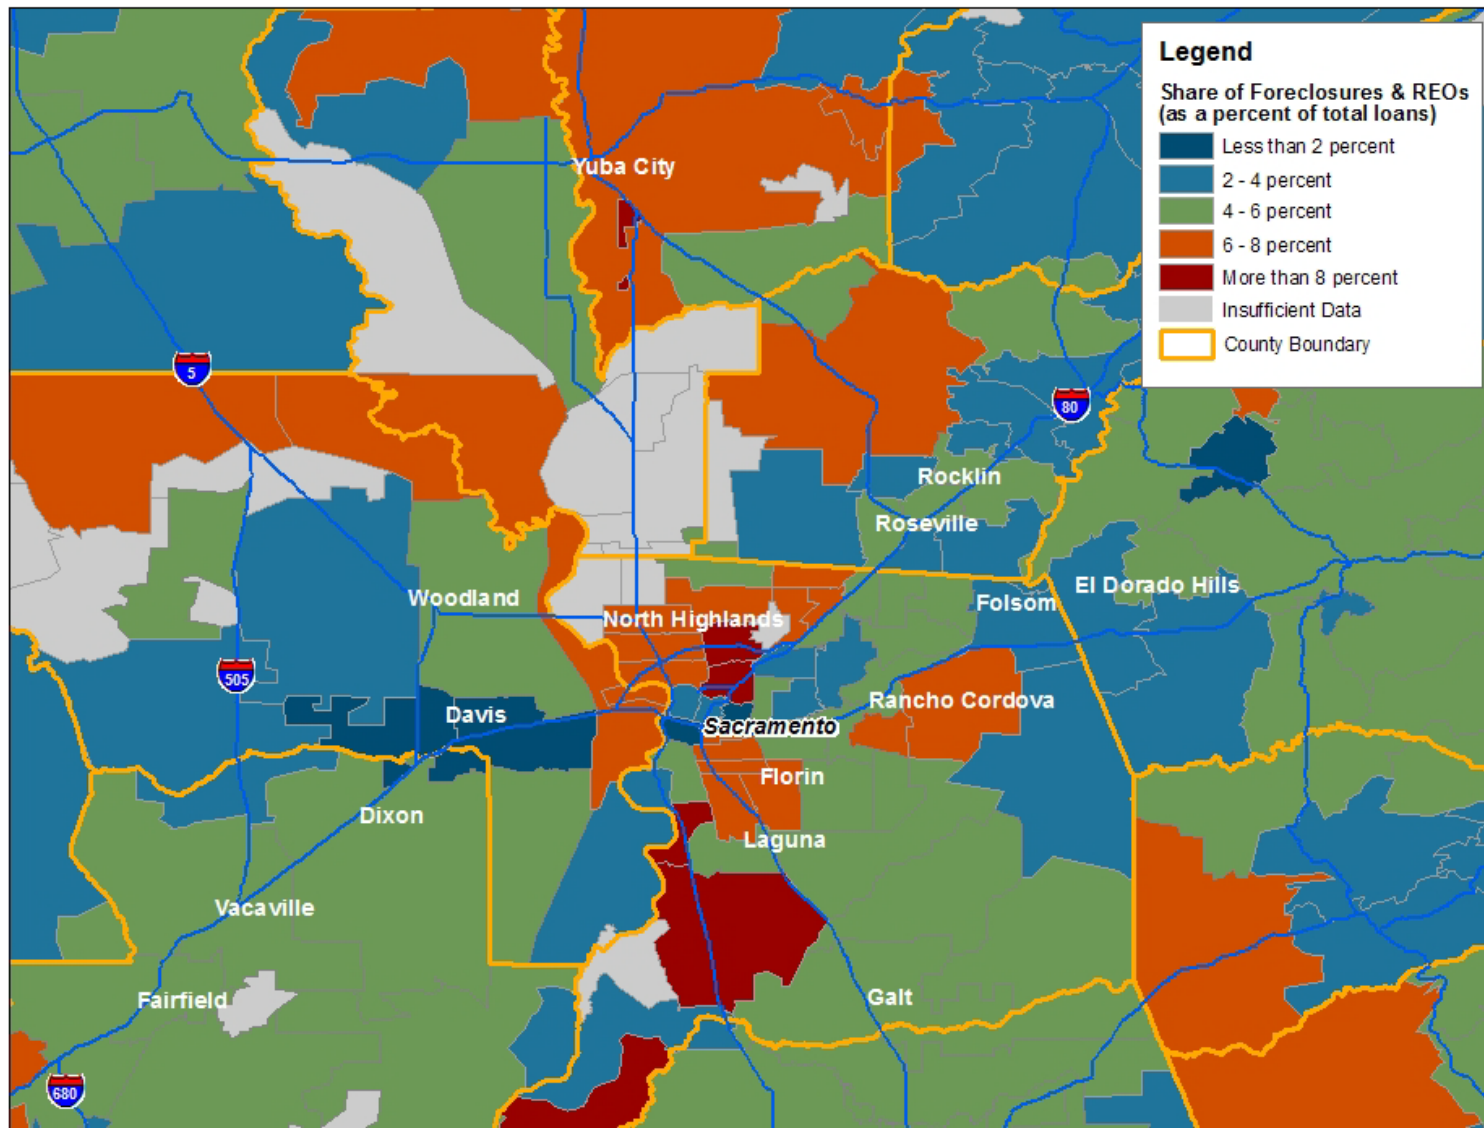 Legend
Share of Foreclosures & REOs
(as a percent of total loans)
Less than 2 percent
2 - 4 percent
4 - 6 percent
6 - 8 percent
More than 8 percent
Insufficient Data
County Boundary
Yuba City
5
80
Rocklin
Roseville
El Dorado Hills
Woodland
Folsom
North Highlands
505
Rancho Cordova
Davis
Sacramento
Florin
Dixon
Laguna
Vacaville
Fairfield
Galt
680